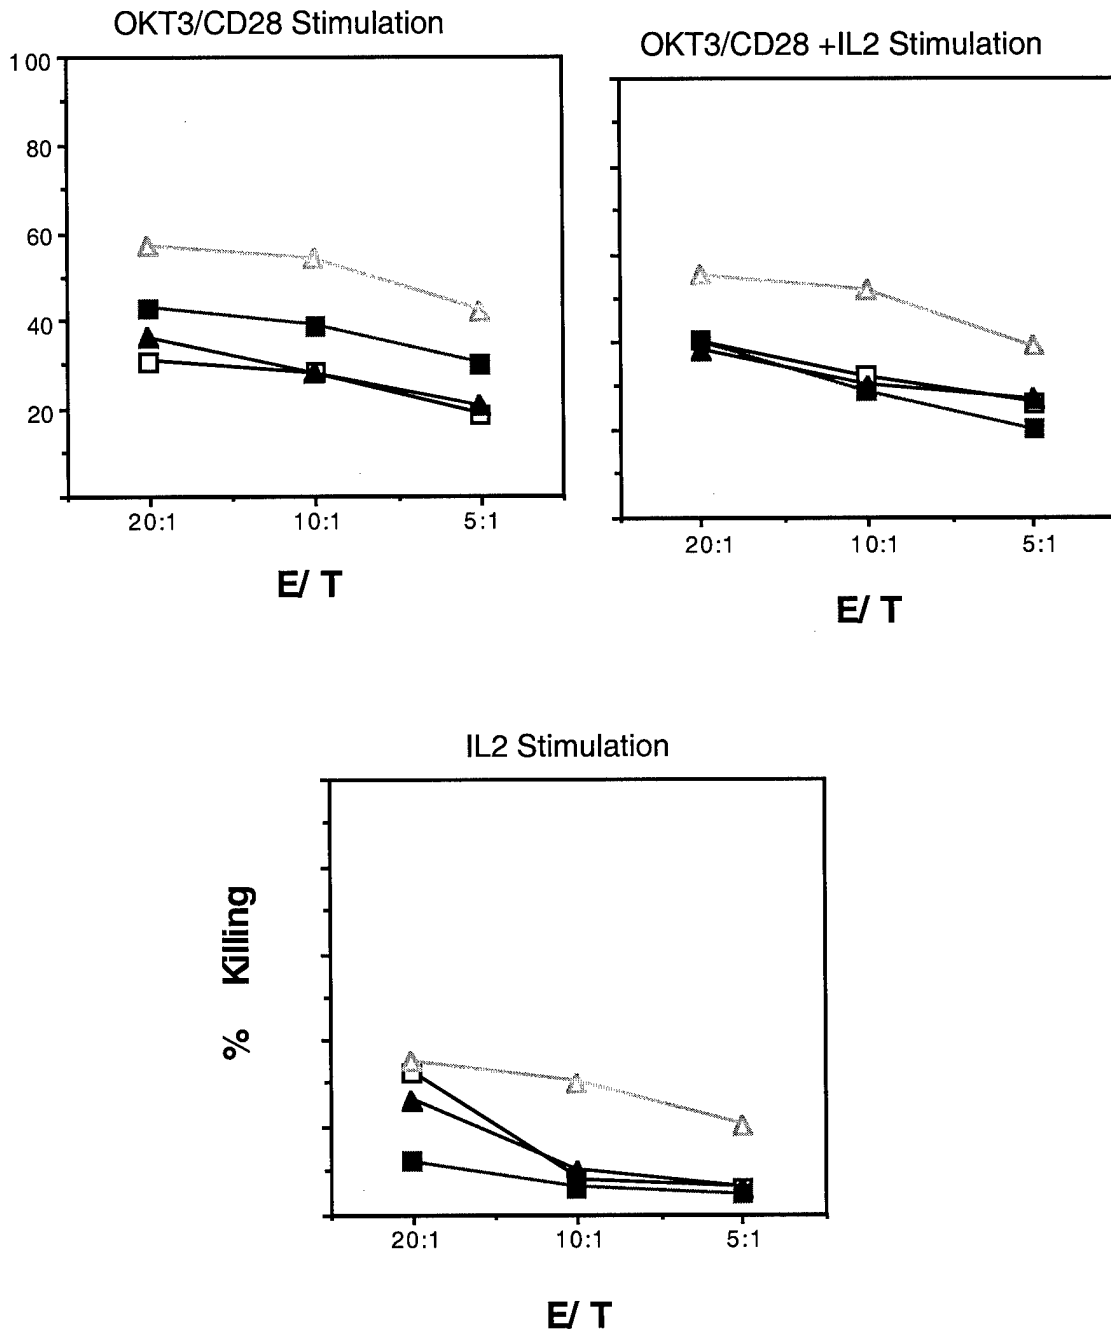 OKT3/CD28 Stimulation
100
80
60
40
20
20:1 10:1 5:1
E/ T
OKT3/CD28 +IL2 Stimulation
20:1 10:1 5:1
E/ T
IL2 Stimulation
% Killing
20:1 10:1 5:1
E/ T